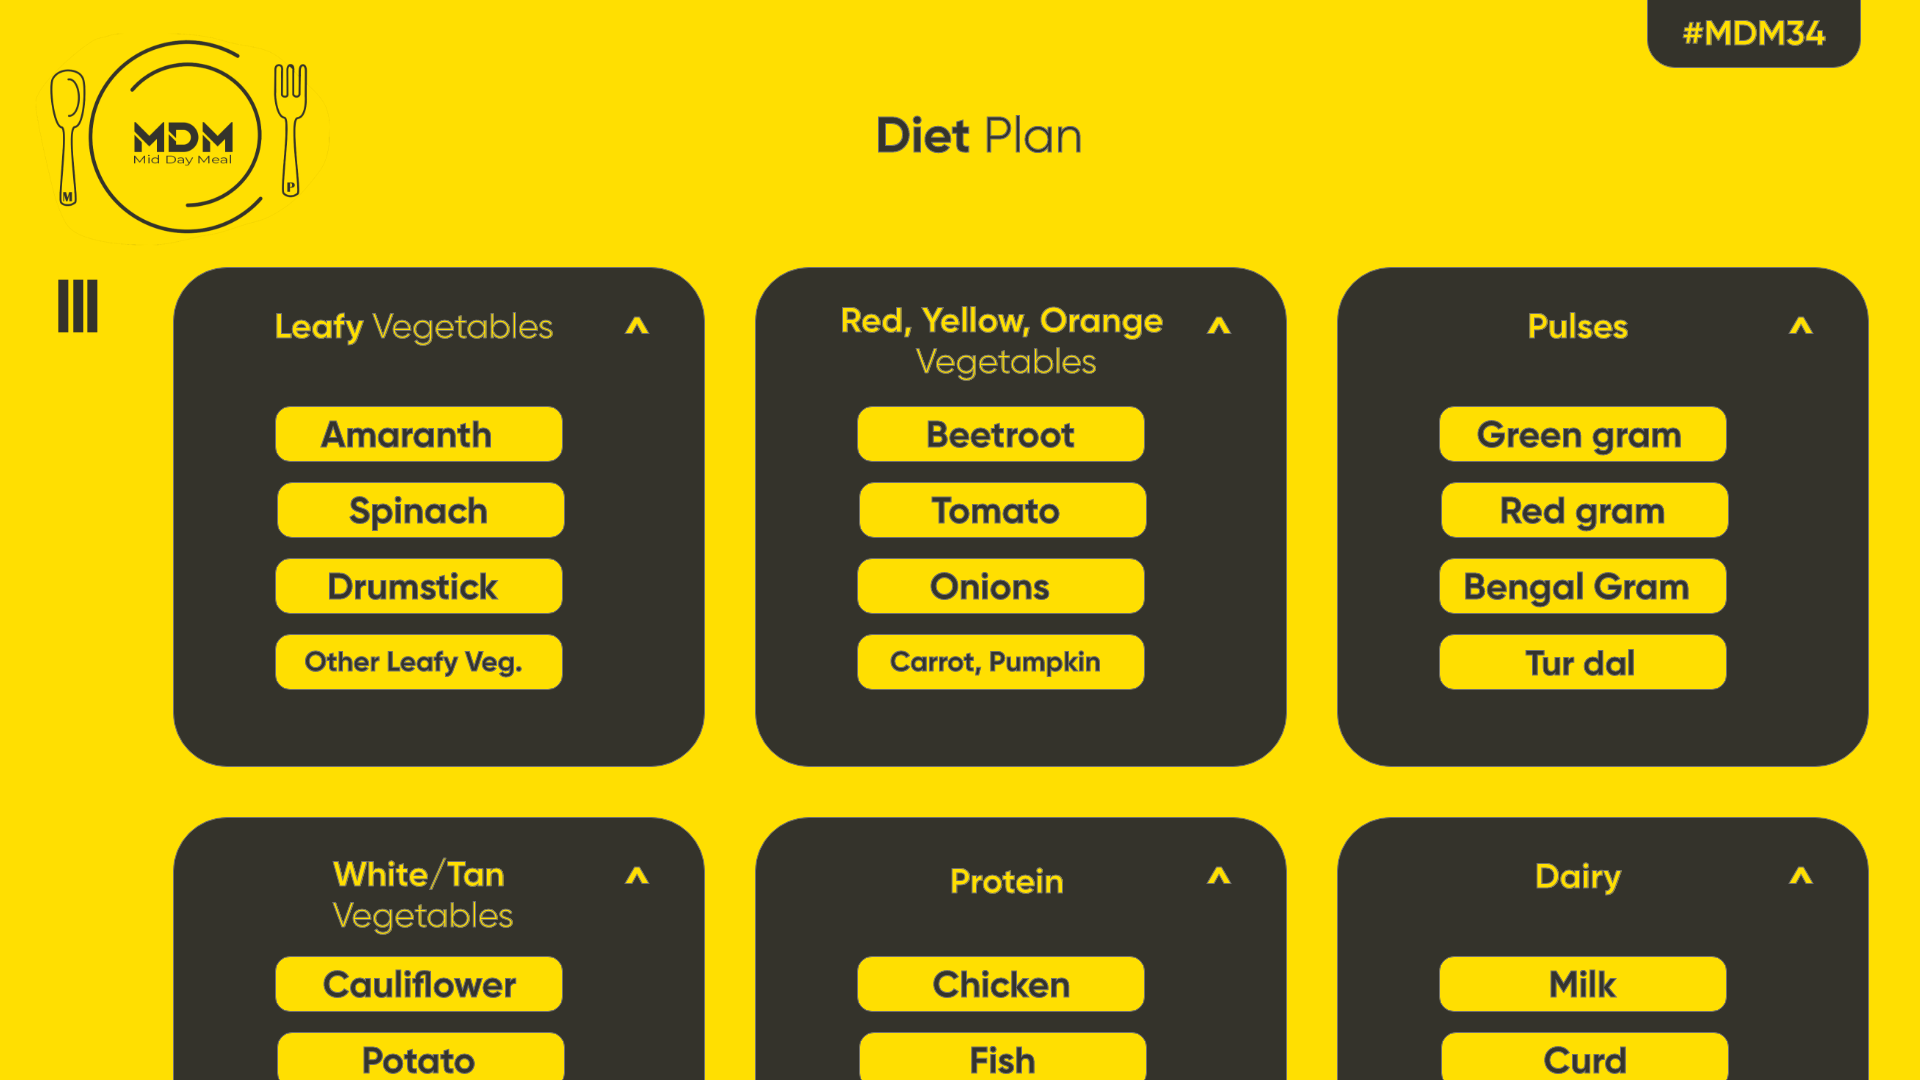 #MDM34
MDM
Mid Day Meal
M
P
Diet Plan
Leafy Vegetables
Amaranth
Spinach
Drumstick
Other Leafy Veg.
Red, Yellow, Orange
Vegetables
Beetroot
Tomato
Onions
Carrot, Pumpkin
Pulses
Green gram
Red gram
Bengal Gram
Tur dal
White/Tan
Vegetables
Cauliflower
Potato
Protein
Chicken
Fish
Dairy
Milk
Curd